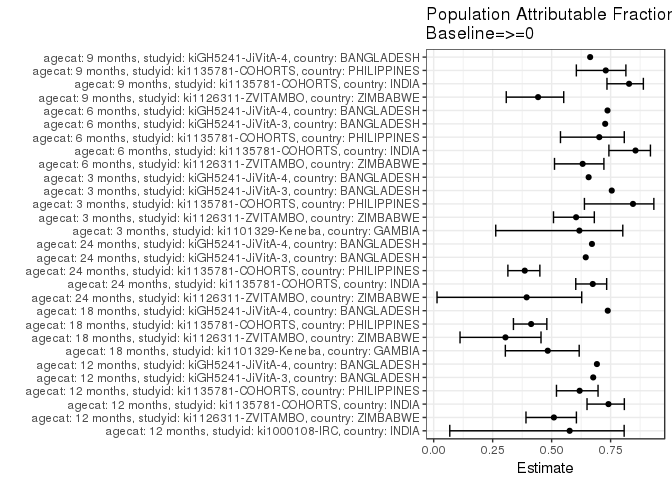 Population Attributable Fraction
Baseline=>=0
agecat: 9 months, studyid: kiGH5241-JiVitA-4, country: BANGLADESH
agecat: 9 months, studyid: ki1135781-COHORTS, country: PHILIPPINES
agecat: 9 months, studyid: ki1135781-COHORTS, country: INDIA
agecat: 9 months, studyid: ki1126311-ZVITAMBO, country: ZIMBABWE
agecat: 6 months, studyid: kiGH5241-JiVitA-4, country: BANGLADESH
agecat: 6 months, studyid: kiGH5241-JiVitA-3, country: BANGLADESH
agecat: 6 months, studyid: ki1135781-COHORTS, country: PHILIPPINES
agecat: 6 months, studyid: ki1135781-COHORTS, country: INDIA
agecat: 6 months, studyid: ki1126311-ZVITAMBO, country: ZIMBABWE
agecat: 3 months, studyid: kiGH5241-JiVitA-4, country: BANGLADESH
agecat: 3 months, studyid: kiGH5241-JiVitA-3, country: BANGLADESH
agecat: 3 months, studyid: ki1135781-COHORTS, country: PHILIPPINES
agecat: 3 months, studyid: ki1126311-ZVITAMBO, country: ZIMBABWE
agecat: 3 months, studyid: ki1101329-Keneba, country: GAMBIA
agecat: 24 months, studyid: kiGH5241-JiVitA-4, country: BANGLADESH
agecat: 24 months, studyid: kiGH5241-JiVitA-3, country: BANGLADESH
agecat: 24 months, studyid: ki1135781-COHORTS, country: PHILIPPINES
agecat: 24 months, studyid: ki1135781-COHORTS, country: INDIA
agecat: 24 months, studyid: ki1126311-ZVITAMBO, country: ZIMBABWE
agecat: 18 months, studyid: kiGH5241-JiVitA-4, country: BANGLADESH
agecat: 18 months, studyid: ki1135781-COHORTS, country: PHILIPPINES
agecat: 18 months, studyid: ki1126311-ZVITAMBO, country: ZIMBABWE
agecat: 18 months, studyid: ki1101329-Keneba, country: GAMBIA
agecat: 12 months, studyid: kiGH5241-JiVitA-4, country: BANGLADESH
agecat: 12 months, studyid: kiGH5241-JiVitA-3, country: BANGLADESH
agecat: 12 months, studyid: ki1135781-COHORTS, country: PHILIPPINES
agecat: 12 months, studyid: ki1135781-COHORTS, country: INDIA
agecat: 12 months, studyid: ki1126311-ZVITAMBO, country: ZIMBABWE
agecat: 12 months, studyid: ki1000108-IRC, country: INDIA
0.00 0.25 0.50 0.75
Estimate